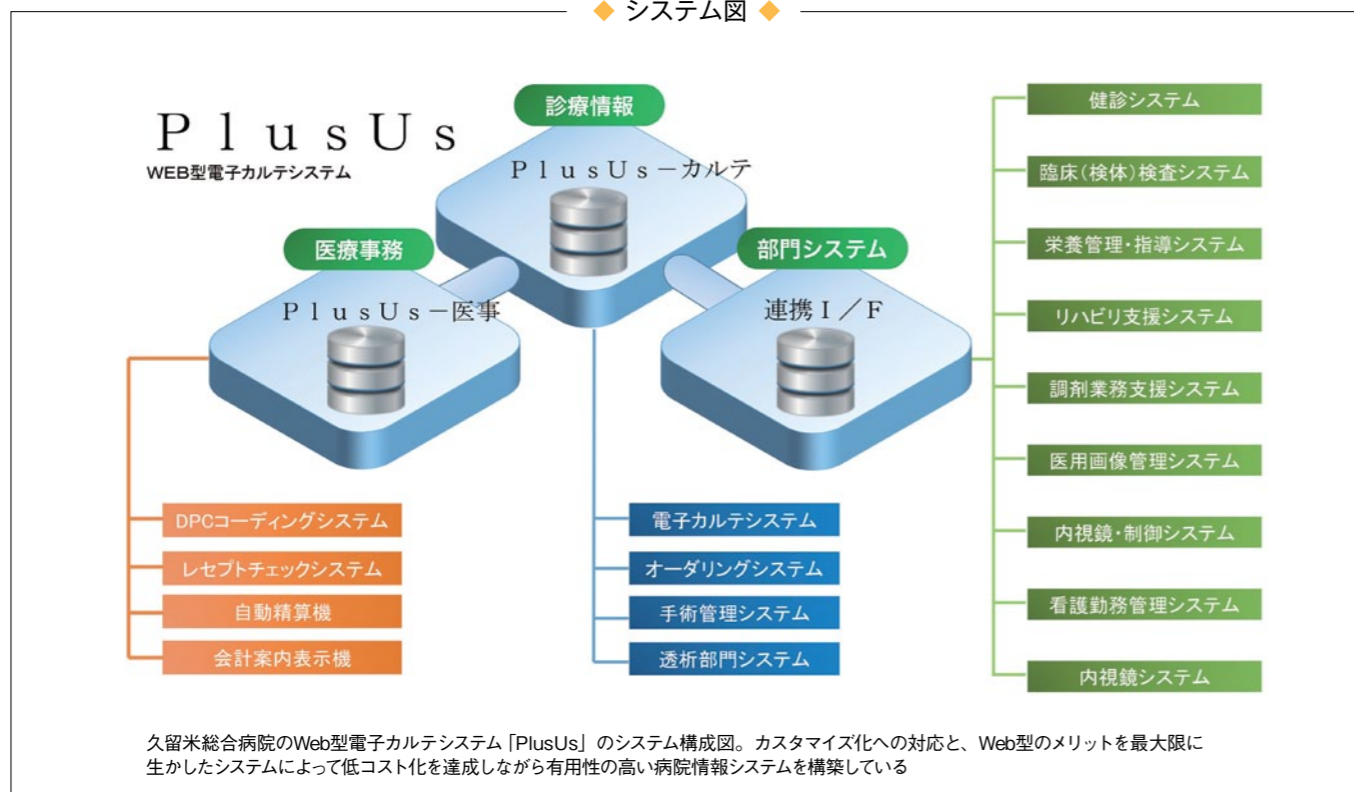 ◆ システム図 ◆
PlusUs
WEB型電子カルテシステム
診療情報
PlusUs－カルテ
医療事務
PlusUs－医事
部門システム
連携I／F
DPCコーディングシステム
レセプトチェックシステム
自動精算機
会計案内表示機
電子カルテシステム
オーダリングシステム
手術管理システム
透析部門システム
健診システム
臨床（検体）検査システム
栄養管理・指導システム
リハビリ支援システム
調剤業務支援システム
医用画像管理システム
内視鏡・制御システム
看護勤務管理システム
内視鏡システム
久留米総合病院のWeb型電子カルテシステム「PlusUs」のシステム構成図。カスタマイズ化への対応と、Web型のメリットを最大限に
生かしたシステムによって低コスト化を達成しながら有用性の高い病院情報システムを構築している